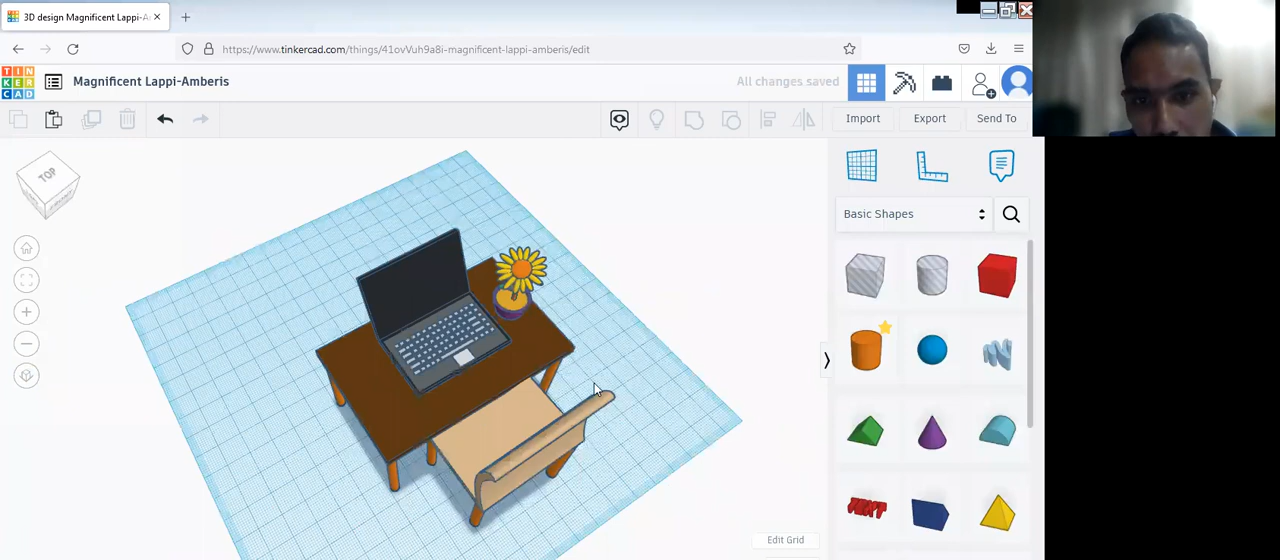 3D design Magnificent Lappi-A
https://www.tinkercad.com/things/41ovVuh9a8i-magnificent-lappi-amberis/edit
TIN
KER
CAD
Magnificent Lappi-Amberis
All changes saved
Import
Export
Send To
TOP
Basic Shapes
TEXT
Edit Grid